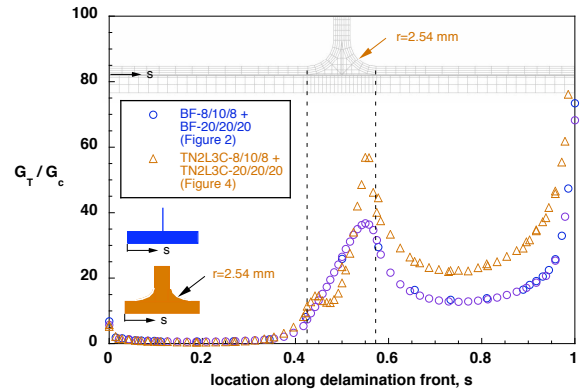 100
80
60
40
20
0
G_T / G_c
r=2.54 mm
s
BF-8/10/8 +
BF-20/20/20
(Figure 2)
TN2L3C-8/10/8 +
TN2L3C-20/20/20
(Figure 4)
s
r=2.54 mm
s
0
0.2
0.4
0.6
0.8
1
location along delamination front, s